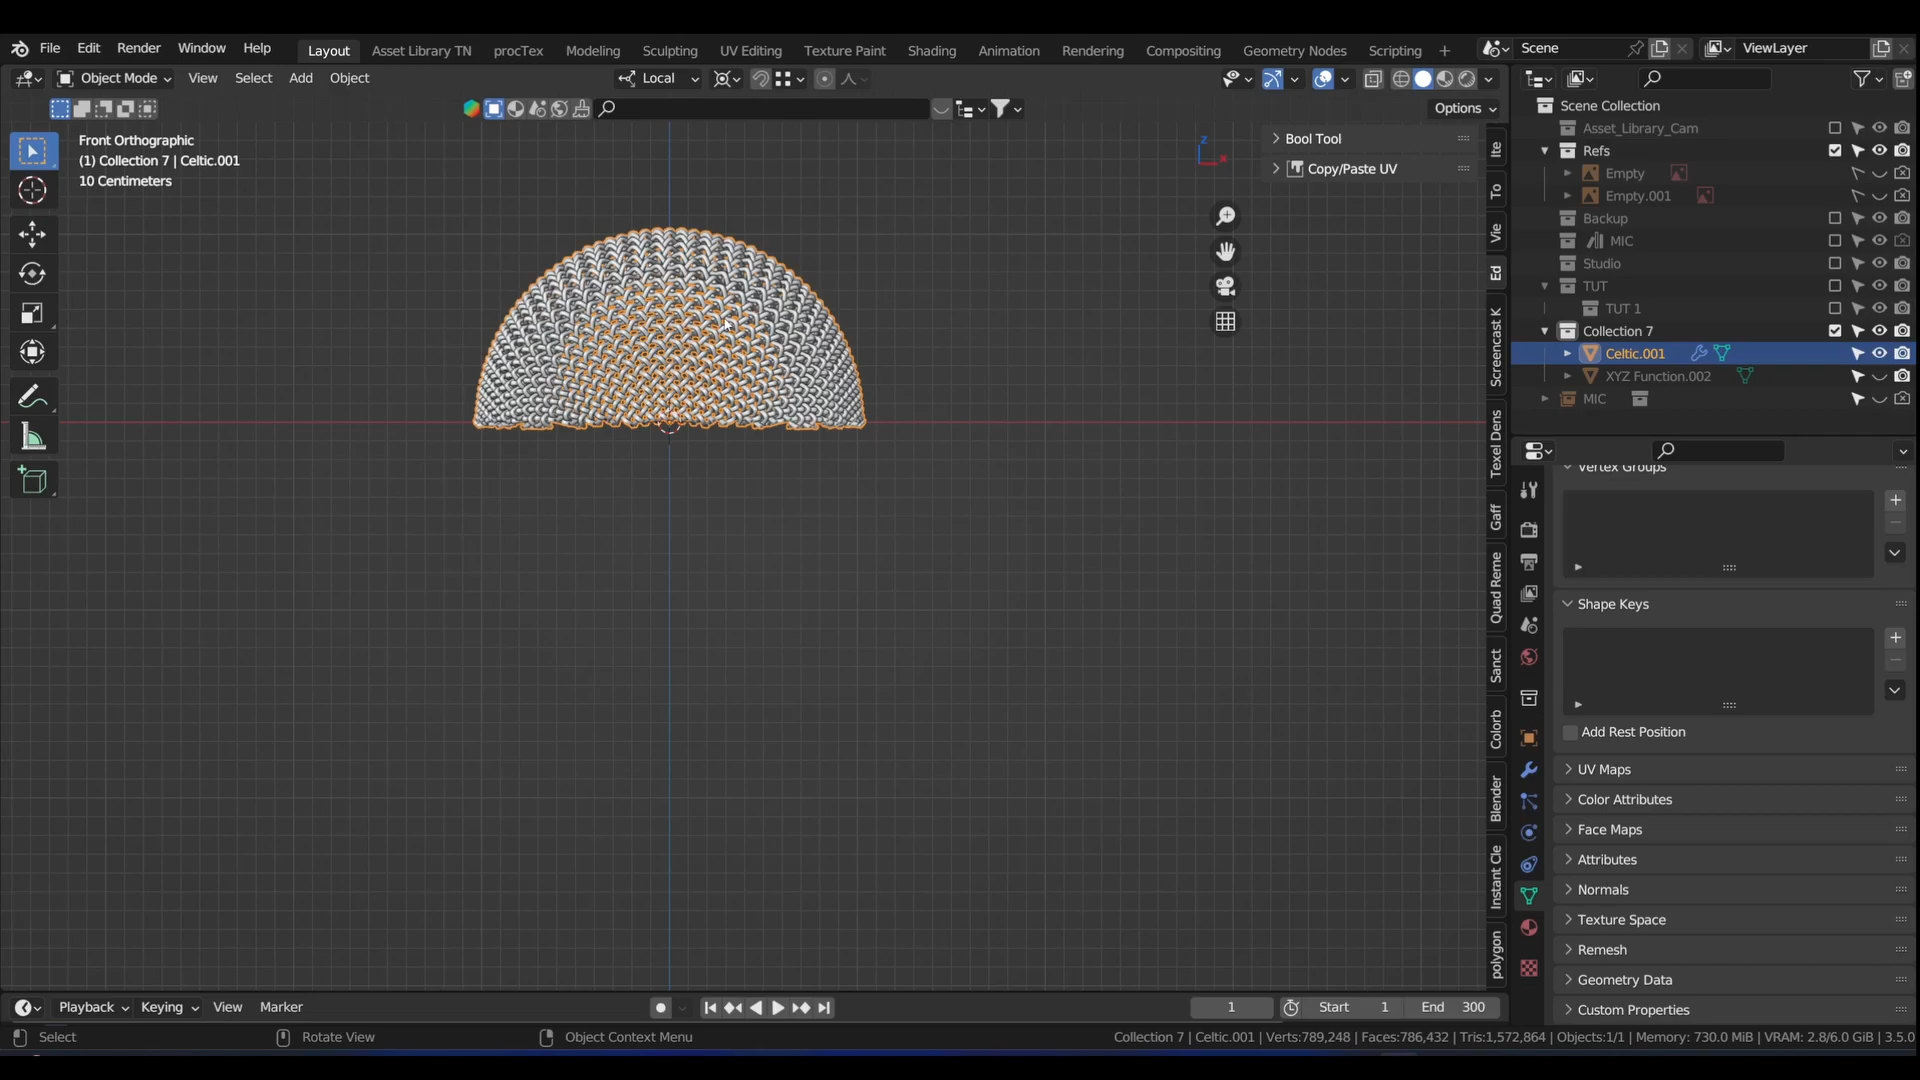 File Edit Render Window Help Layout Asset Library TN procTex Modeling Sculpting UV Editing Texture Paint Shading Animation Rendering Compositing Geometry Nodes Scripting + Scene ViewLayer
Object Mode View Select Add Object Local
Options
Front Orthographic
(1) Collection 7 | Celtic.001
10 Centimeters
Z
X
Bool Tool
Copy/Paste UV
Ite
To
Vie
Ed
Screencast K
Texel Dens
Gaff
Quad Reme
Sanct
Colorb
Blender
Instant Cle
polygon
Scene Collection
Asset_Library_Cam
Refs
Empty
Empty.001
Backup
MIC
Studio
TUT
TUT 1
Collection 7
Celtic.001
XYZ Function.002
MIC
Vertex Groups
Shape Keys
Add Rest Position
UV Maps
Color Attributes
Face Maps
Attributes
Normals
Texture Space
Remesh
Geometry Data
Custom Properties
Playback Keying View Marker 1 Start 1 End 300
Select Rotate View Object Context Menu Collection 7 | Celtic.001 | Verts:789,248 | Faces:786,432 | Tris:1,572,864 | Objects:1/1 | Memory: 730.0 MiB | VRAM: 2.8/6.0 GiB | 3.5.0